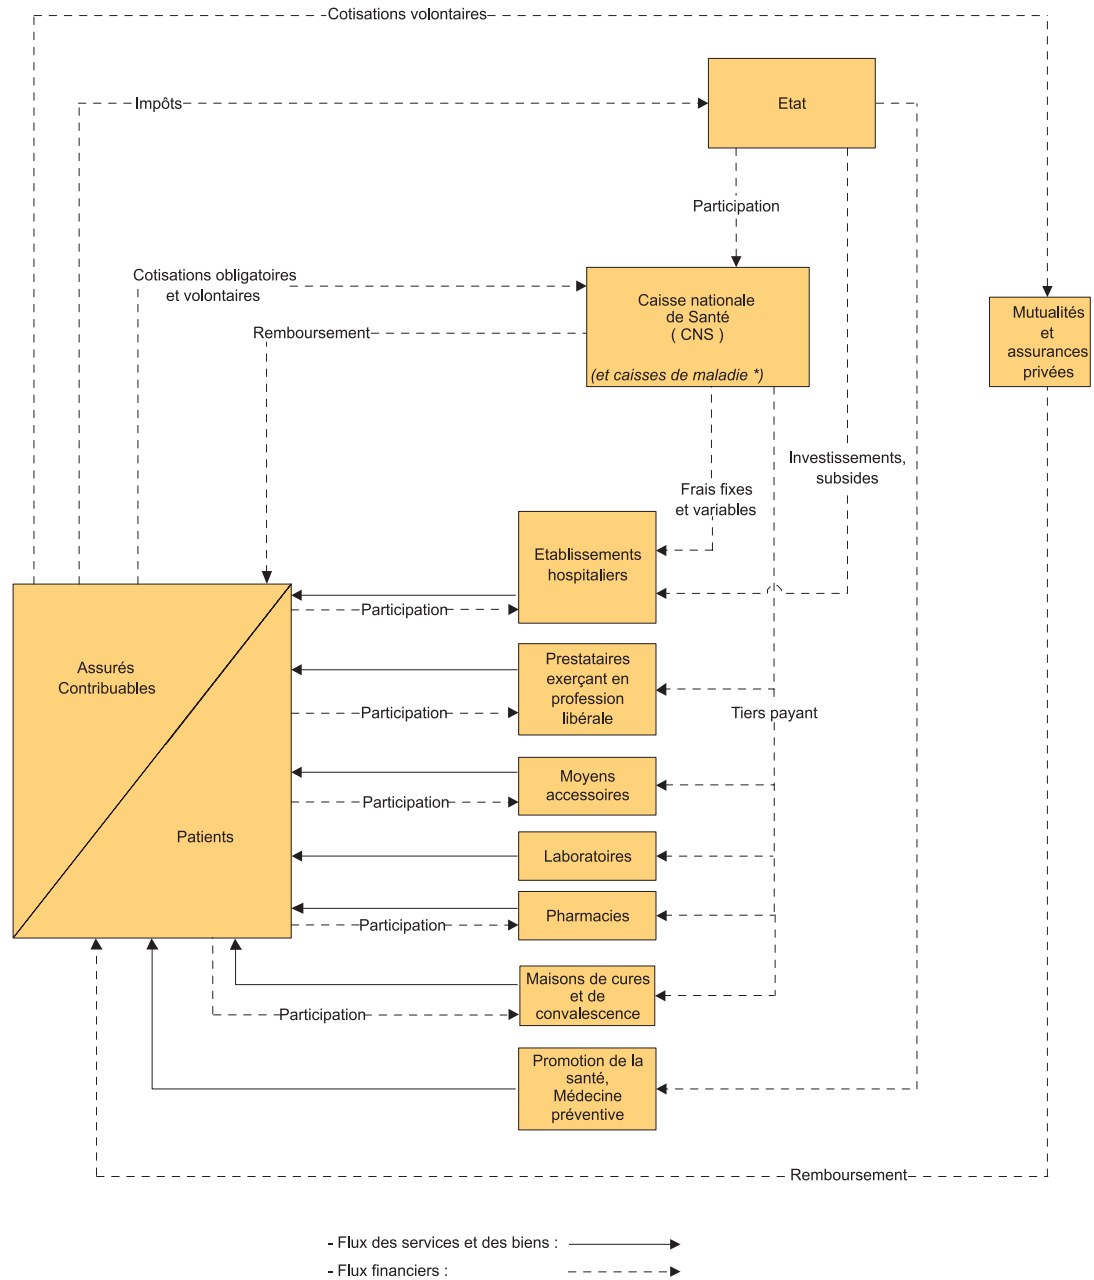 Cotisations volontaires
Impôts
Etat
Participation
Cotisations obligatoires
et volontaires
Remboursement
Caisse nationale
de Santé
( CNS )
(et caisses de maladie *)
Mutualités
et
assurances
privées
Investissements,
subsides
Frais fixes
et variables
Etablissements
hospitaliers
Participation
Assurés
Contribuables
Prestataires
exerçant en
profession
libérale
Participation
Tiers payant
Moyens
accessoires
Participation
Patients
Laboratoires
Pharmacies
Participation
Maisons de cures
et de
convalescence
Participation
Promotion de la
santé,
Médecine
préventive
Remboursement
- Flux des services et des biens :
- Flux financiers :